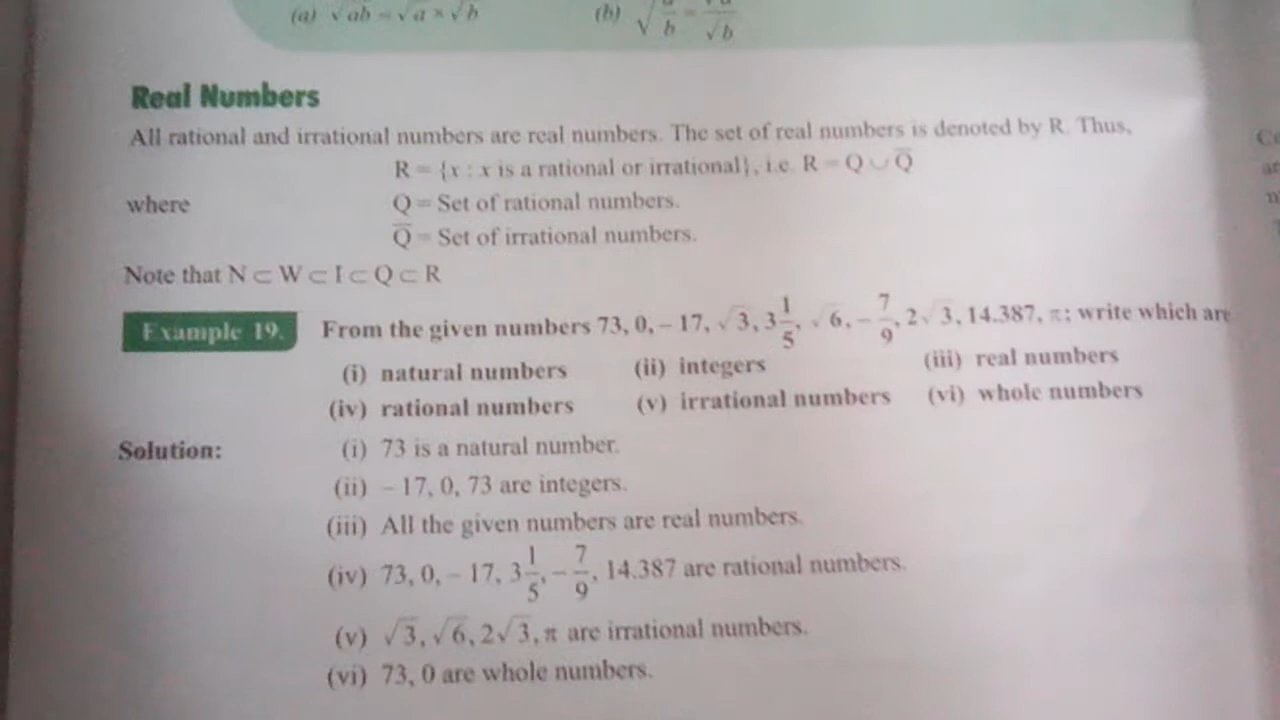 (a) √ab = √a × √b (b) √a/b = √a/√b
Real Numbers
All rational and irrational numbers are real numbers. The set of real numbers is denoted by R. Thus,
R = {x : x is a rational or irrational}, i.e. R = Q ∪ Q̅
where Q = Set of rational numbers.
Q̅ = Set of irrational numbers.
Note that N ⊂ W ⊂ I ⊂ Q ⊂ R
Example 19. From the given numbers 73, 0, – 17, √3, 3 1/5, √6, – 7/9, 2√3, 14.387, π; write which are
(i) natural numbers (ii) integers (iii) real numbers
(iv) rational numbers (v) irrational numbers (vi) whole numbers
Solution: (i) 73 is a natural number.
(ii) – 17, 0, 73 are integers.
(iii) All the given numbers are real numbers.
(iv) 73, 0, – 17, 3 1/5, – 7/9, 14.387 are rational numbers.
(v) √3, √6, 2√3, π are irrational numbers.
(vi) 73, 0 are whole numbers.